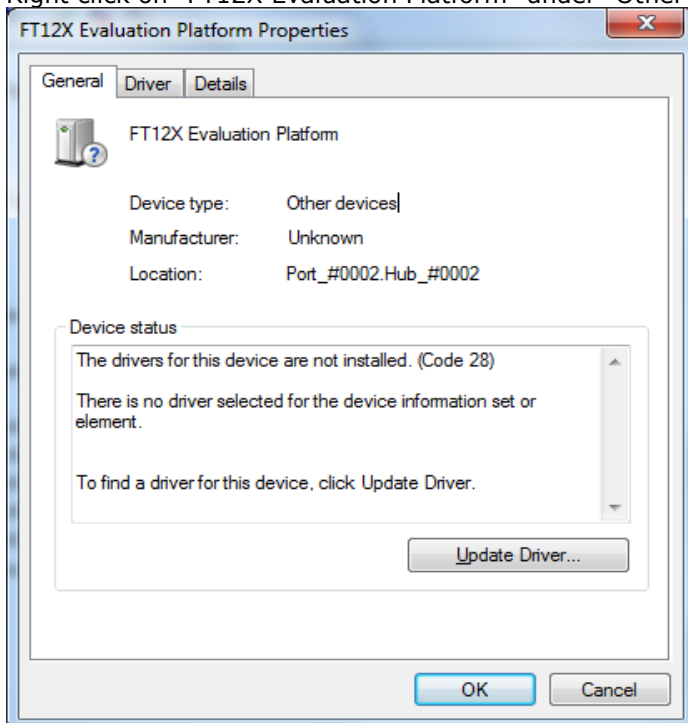 Right click on "FT12X Evaluation Platform" under "Other
FT12X Evaluation Platform Properties
General Driver Details
FT12X Evaluation Platform
Device type: Other devices
Manufacturer: Unknown
Location: Port_#0002.Hub_#0002
Device status
The drivers for this device are not installed. (Code 28)
There is no driver selected for the device information set or
element.
To find a driver for this device, click Update Driver.
Update Driver...
OK Cancel